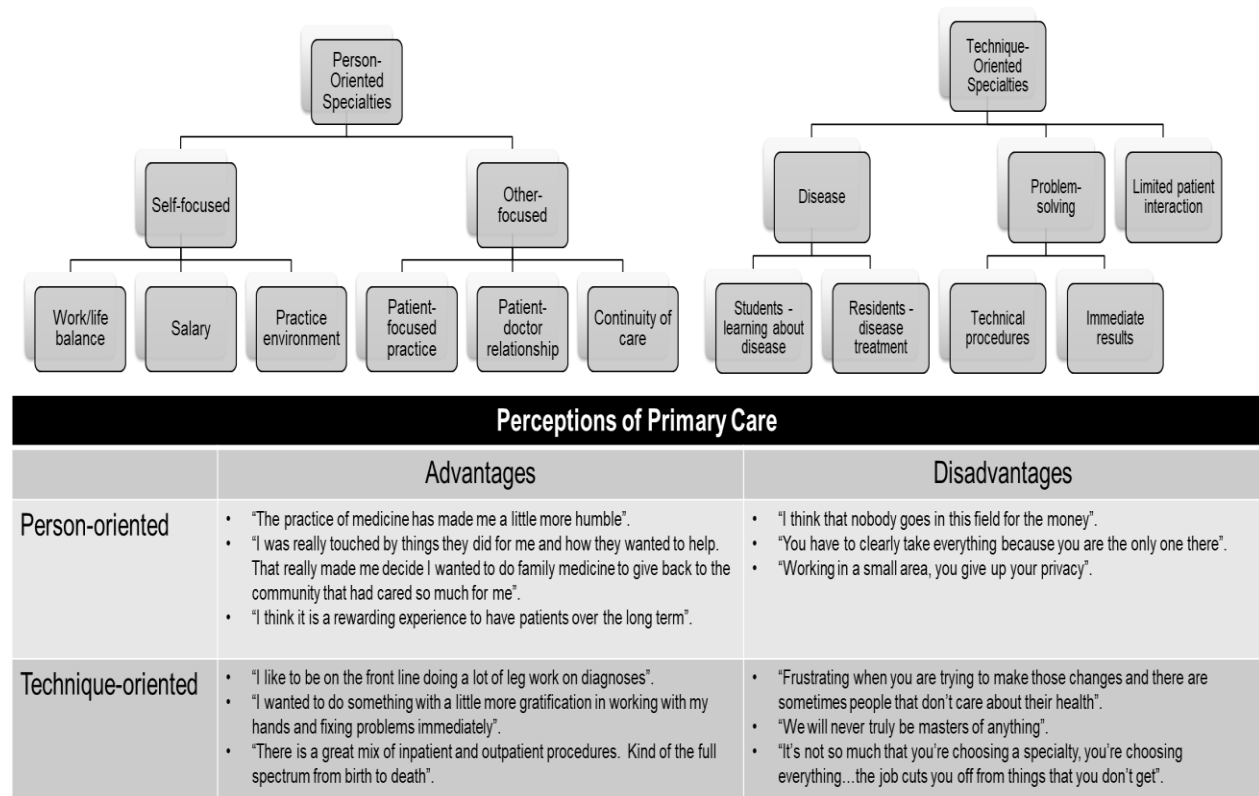 Person-
Oriented
Specialties
Technique-
Oriented
Specialties
Self-focused
Other-
focused
Disease
Problem-
solving
Limited patient
interaction
Work/life
balance
Salary
Practice
environment
Patient-
focused
practice
Patient-
doctor
relationship
Continuity of
care
Students -
learning about
disease
Residents -
disease
treatment
Technical
procedures
Immediate
results
Perceptions of Primary Care
Advantages
Disadvantages
Person-oriented
• “The practice of medicine has made me a little more humble”.
• “I was really touched by things they did for me and how they wanted to help.
That really made me decide I wanted to do family medicine to give back to the
community that had cared so much for me”.
• “I think it is a rewarding experience to have patients over the long term”.
• “I think that nobody goes in this field for the money”.
• “You have to clearly take everything because you are the only one there”.
• “Working in a small area, you give up your privacy”.
Technique-oriented
• “I like to be on the front line doing a lot of leg work on diagnoses”.
• “I wanted to do something with a little more gratification in working with my
hands and fixing problems immediately”.
• “There is a great mix of inpatient and outpatient procedures.  Kind of the full
spectrum from birth to death”.
• “Frustrating when you are trying to make those changes and there are
sometimes people that don’t care about their health”.
• “We will never truly be masters of anything”.
• “It’s not so much that you’re choosing a specialty, you’re choosing
everything…the job cuts you off from things that you don’t get”.